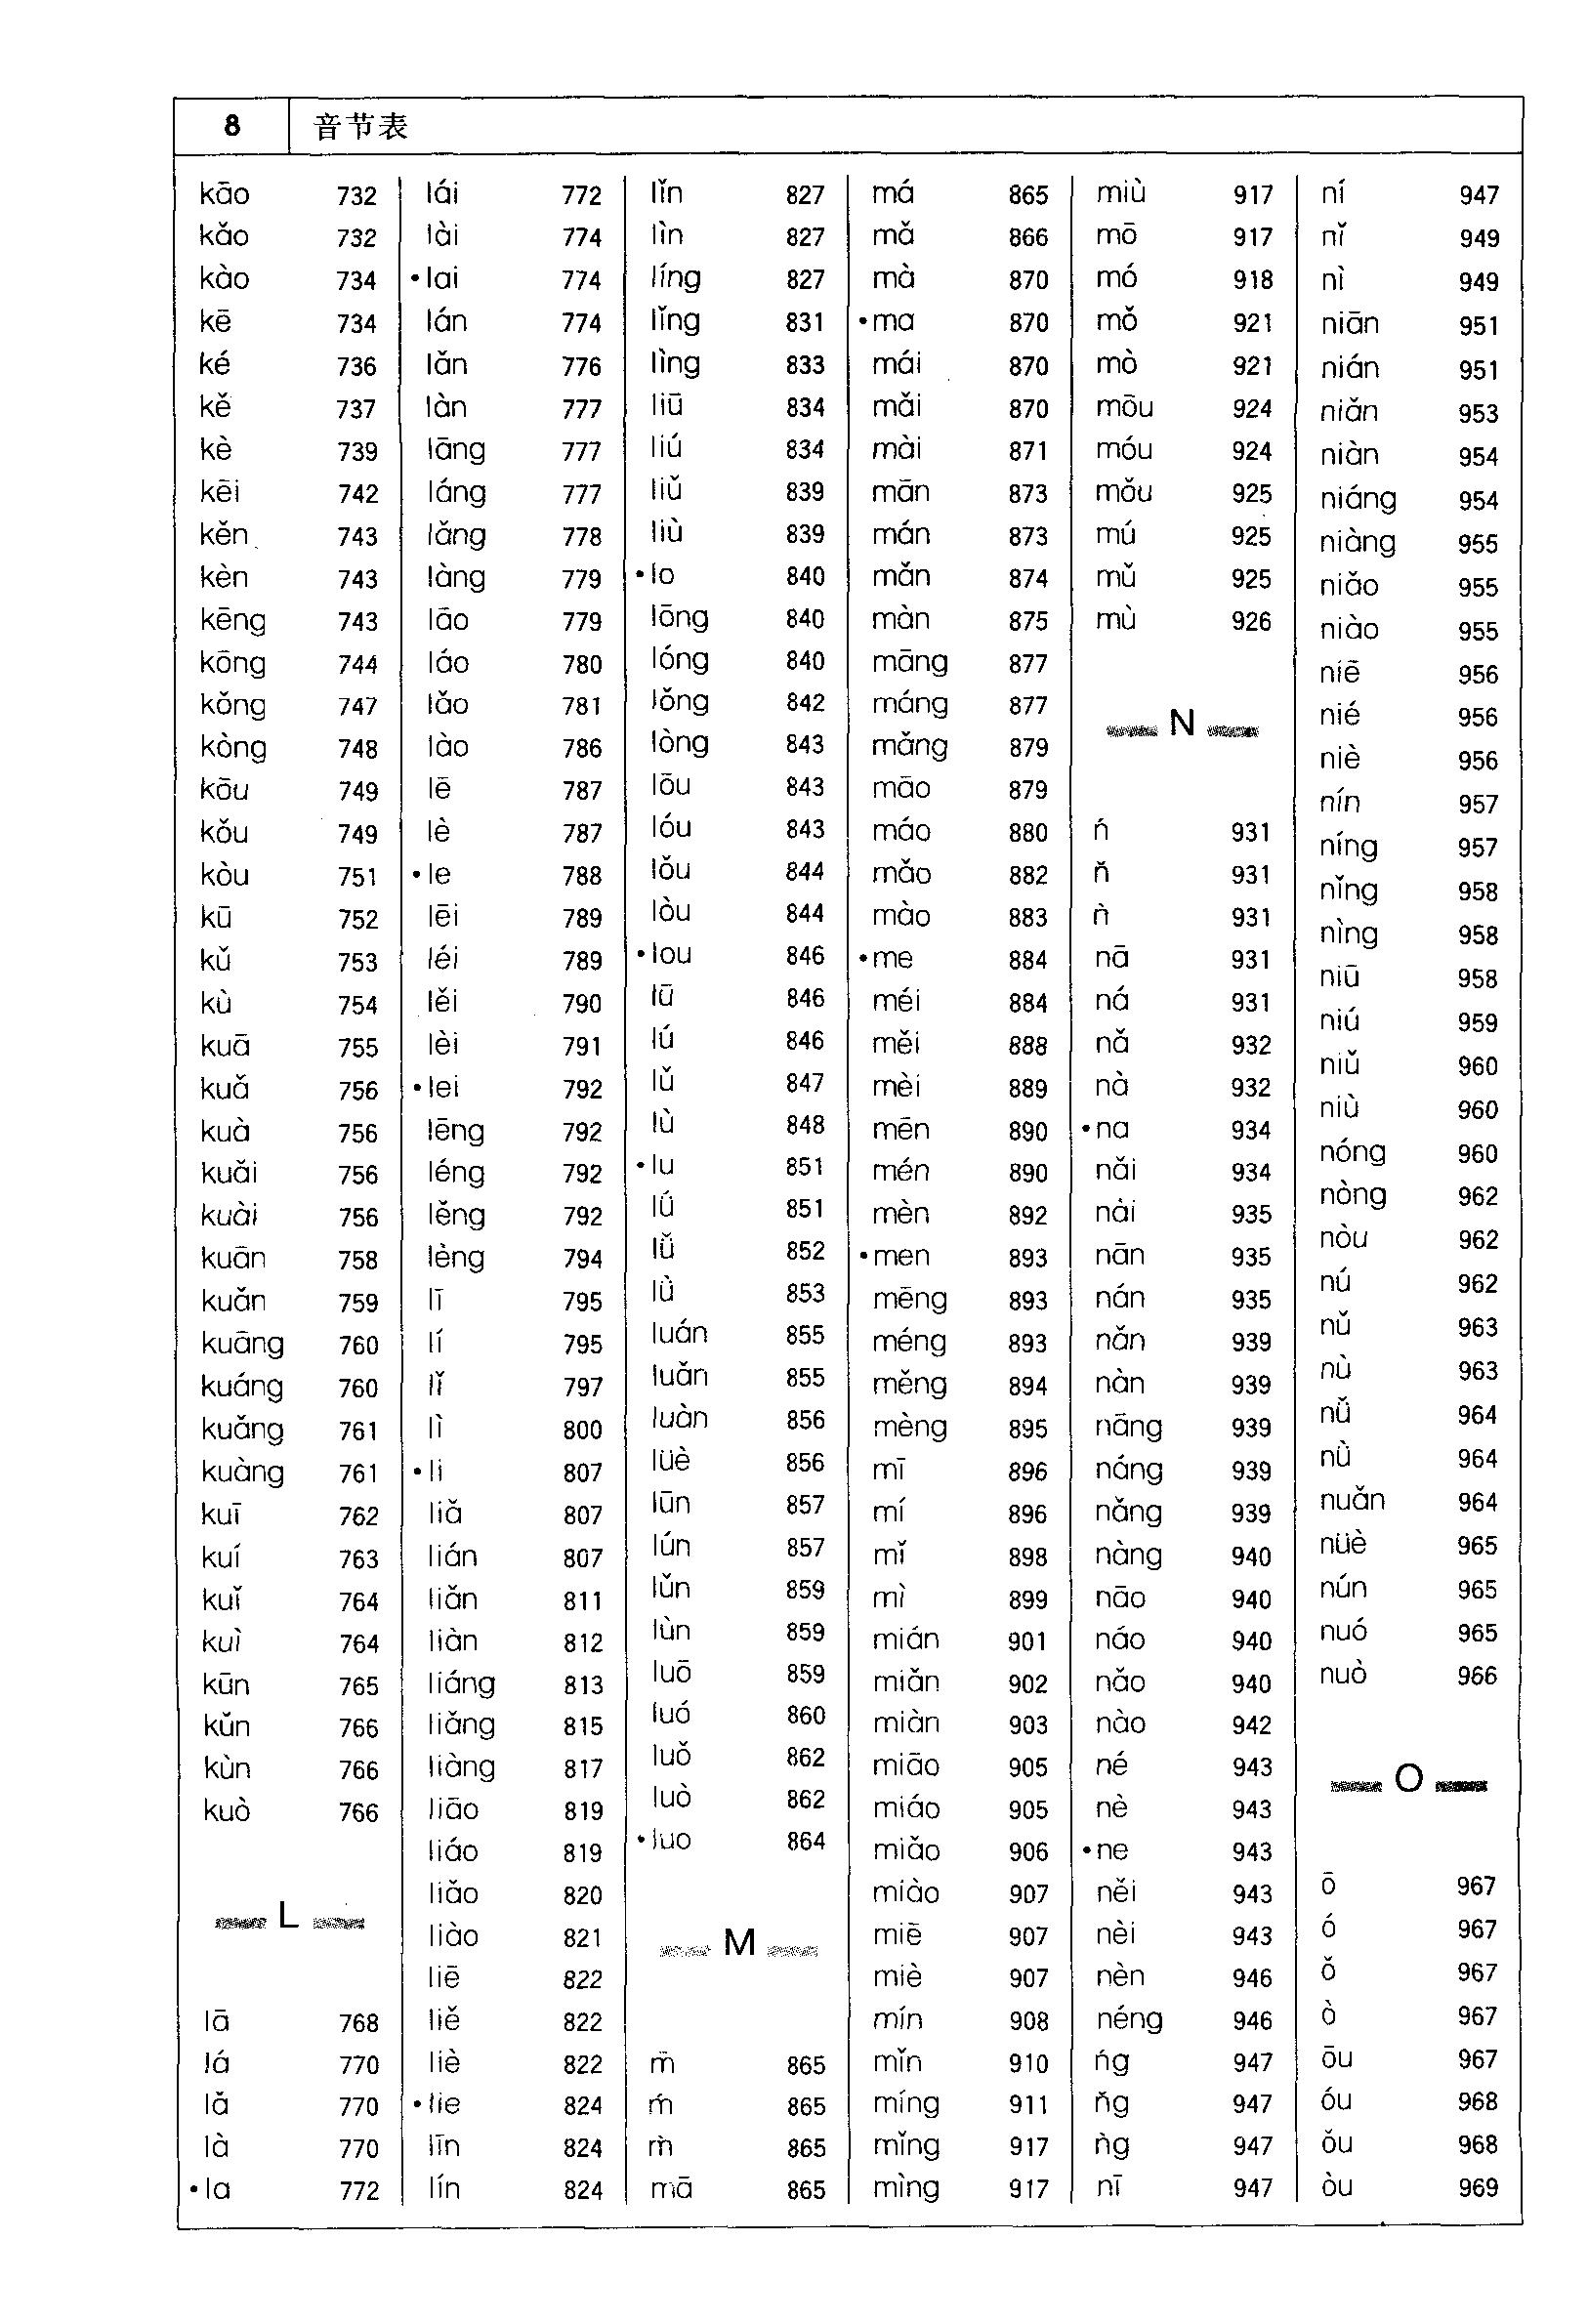 8 音节表
kāo 732
kǎo 732
kào 734
kē 734
ké 736
kě 737
kè 739
kēi 742
kěn 743
kèn 743
kēng 743
kōng 744
kǒng 747
kòng 748
kōu 749
kǒu 749
kòu 751
kū 752
kǔ 753
kù 754
kuā 755
kuǎ 756
kuà 756
kuǎi 756
kuài 756
kuān 758
kuǎn 759
kuāng 760
kuáng 760
kuǎng 761
kuàng 761
kuī 762
kuí 763
kuǐ 764
kuì 764
kūn 765
kǔn 766
kùn 766
kuò 766
L
lā 768
lá 770
lǎ 770
là 770
•la 772
lái 772
lài 774
•lai 774
lán 774
lǎn 776
làn 777
lāng 777
láng 777
lǎng 778
làng 779
lāo 779
láo 780
lǎo 781
lào 786
lē 787
lè 787
•le 788
lēi 789
léi 789
lěi 790
lèi 791
•lei 792
lēng 792
léng 792
lěng 792
lèng 794
lī 795
lí 795
lǐ 797
lì 800
•li 807
liǎ 807
lián 807
liǎn 811
liàn 812
liáng 813
liǎng 815
liàng 817
liāo 819
liáo 819
liǎo 820
liào 821
liē 822
liě 822
liè 822
•lie 824
līn 824
lín 824
lǐn 827
lìn 827
líng 827
lǐng 831
lìng 833
liū 834
liú 834
liǔ 839
liù 839
•lo 840
lōng 840
lóng 840
lǒng 842
lòng 843
lōu 843
lóu 843
lǒu 844
lòu 844
•lou 846
lū 846
lú 846
lǔ 847
lù 848
•lu 851
lǘ 851
lǚ 852
lǜ 853
luán 855
luǎn 855
luàn 856
lüè 856
lūn 857
lún 857
lǔn 859
lùn 859
luō 859
luó 860
luǒ 862
luò 862
•luo 864
M
m̄ 865
ḿ 865
m̀ 865
mā 865
má 865
mǎ 866
mà 870
•ma 870
mái 870
mǎi 870
mài 871
mān 873
mán 873
mǎn 874
màn 875
māng 877
máng 877
mǎng 879
māo 879
máo 880
mǎo 882
mào 883
•me 884
méi 884
měi 888
mèi 889
mēn 890
mén 890
mèn 892
•men 893
mēng 893
méng 893
měng 894
mèng 895
mī 896
mí 896
mǐ 898
mì 899
mián 901
miǎn 902
miàn 903
miāo 905
miáo 905
miǎo 906
miào 907
miē 907
miè 907
mín 908
mǐn 910
míng 911
mǐng 917
mìng 917
miù 917
mō 917
mó 918
mǒ 921
mò 921
mōu 924
móu 924
mǒu 925
mú 925
mǔ 925
mù 926
N
ń 931
ň 931
ǹ 931
nā 931
ná 931
nǎ 932
nà 932
•na 934
nǎi 934
nài 935
nān 935
nán 935
nǎn 939
nàn 939
nāng 939
náng 939
nǎng 939
nàng 940
nāo 940
náo 940
nǎo 940
nào 942
né 943
nè 943
•ne 943
něi 943
nèi 943
nèn 946
néng 946
ńg 947
ňg 947
ǹg 947
nī 947
ní 947
nǐ 949
nì 949
niān 951
nián 951
niǎn 953
niàn 954
niáng 954
niàng 955
niǎo 955
niào 955
niē 956
nié 956
niè 956
nín 957
níng 957
nǐng 958
nìng 958
niū 958
niú 959
niǔ 960
niù 960
nóng 960
nòng 962
nòu 962
nú 962
nǔ 963
nù 963
nǚ 964
nǜ 964
nuǎn 964
nüè 965
nún 965
nuó 965
nuò 966
O
ō 967
ó 967
ǒ 967
ò 967
ōu 967
óu 968
ǒu 968
òu 969